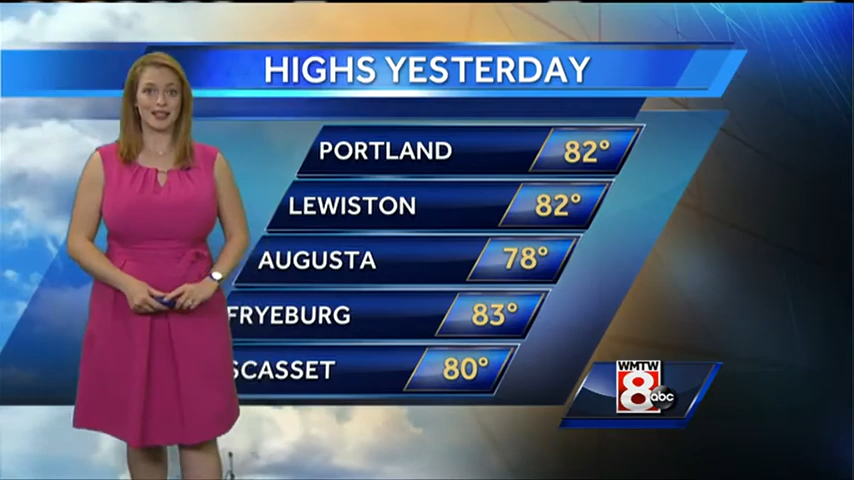 HIGHS YESTERDAY
PORTLAND 82°
LEWISTON 82°
AUGUSTA 78°
FRYEBURG 83°
SCASSET 80°
WMTW
8
abc